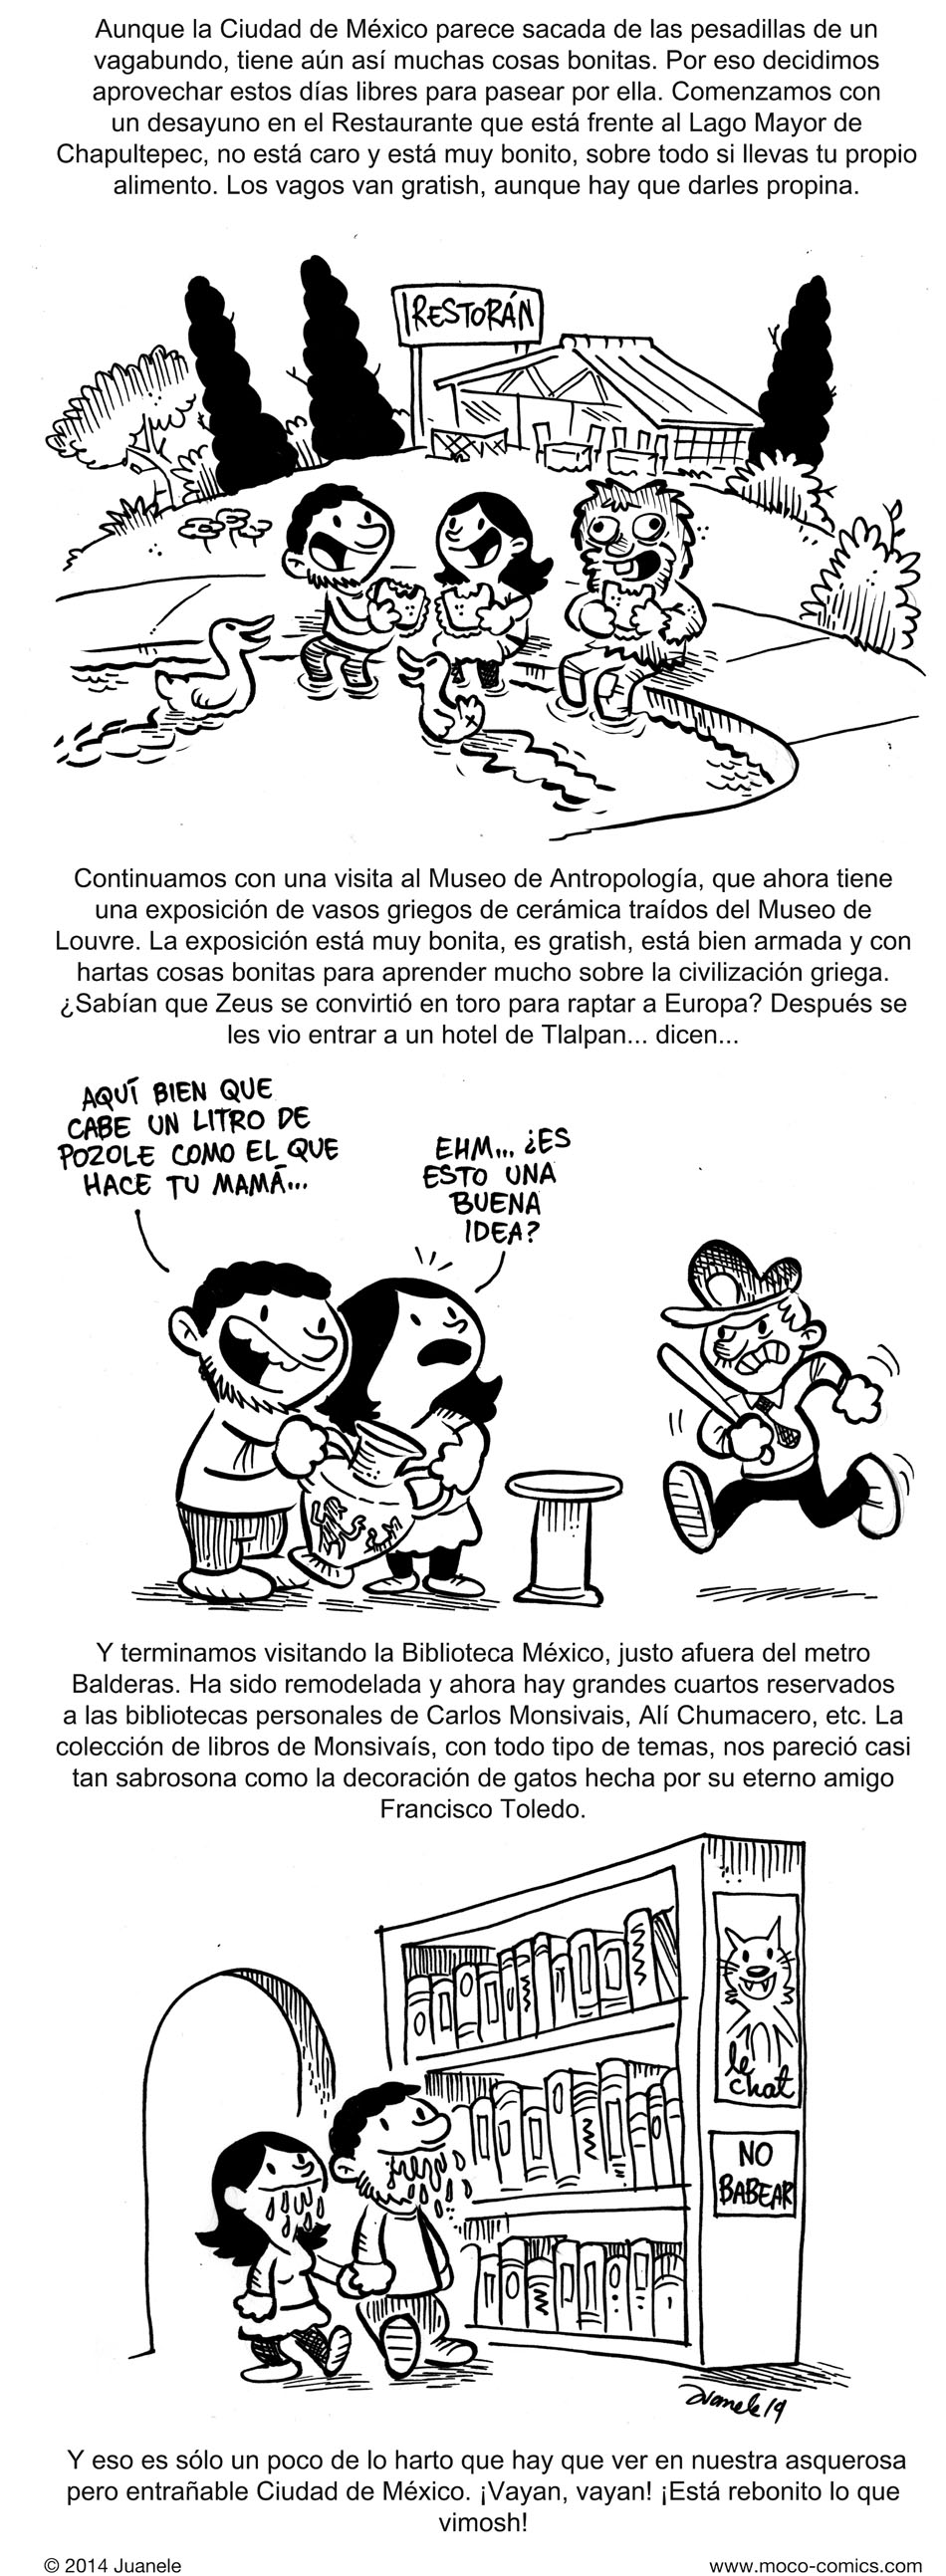 Aunque la Ciudad de México parece sacada de las pesadillas de un
vagabundo, tiene aún así muchas cosas bonitas. Por eso decidimos
aprovechar estos días libres para pasear por ella. Comenzamos con
un desayuno en el Restaurante que está frente al Lago Mayor de
Chapultepec, no está caro y está muy bonito, sobre todo si llevas tu propio
alimento. Los vagos van gratish, aunque hay que darles propina.
RESTORÁN
Continuamos con una visita al Museo de Antropología, que ahora tiene
una exposición de vasos griegos de cerámica traídos del Museo de
Louvre. La exposición está muy bonita, es gratish, está bien armada y con
hartas cosas bonitas para aprender mucho sobre la civilización griega.
¿Sabían que Zeus se convirtió en toro para raptar a Europa? Después se
les vio entrar a un hotel de Tlalpan... dicen...
AQUÍ BIEN QUE
CABE UN LITRO DE
POZOLE COMO EL QUE
HACE TU MAMÁ...
EHM... ¿ES
ESTO UNA
BUENA
IDEA?
Y terminamos visitando la Biblioteca México, justo afuera del metro
Balderas. Ha sido remodelada y ahora hay grandes cuartos reservados
a las bibliotecas personales de Carlos Monsivais, Alí Chumacero, etc. La
colección de libros de Monsivaís, con todo tipo de temas, nos pareció casi
tan sabrosona como la decoración de gatos hecha por su eterno amigo
Francisco Toledo.
le
chat
NO
BABEAR
Juanele 14
Y eso es sólo un poco de lo harto que hay que ver en nuestra asquerosa
pero entrañable Ciudad de México. ¡Vayan, vayan! ¡Está rebonito lo que
vimosh!
© 2014 Juanele
www.moco-comics.com